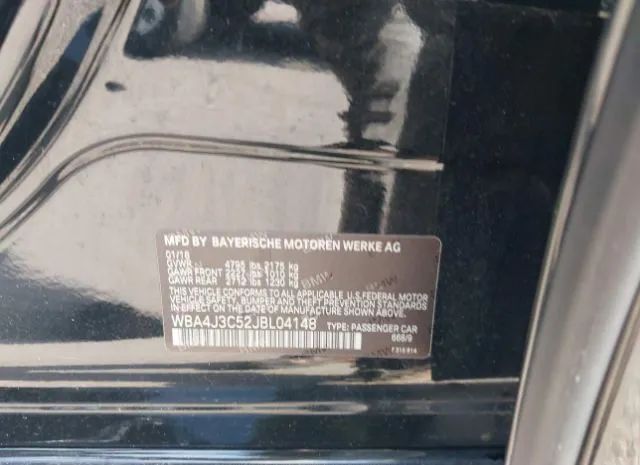 MFD BY BAYERISCHE MOTOREN WERKE AG
01/18
GVWR 4795 lbs 2175 kg
GAWR FRONT 2227 lbs 1010 kg
GAWR REAR 2712 lbs 1230 kg
THIS VEHICLE CONFORMS TO ALL APPLICABLE U.S.FEDERAL MOTOR
VEHICLE SAFETY, BUMPER AND THEFT PREVENTION STANDARDS
IN EFFECT ON THE DATE OF MANUFACTURE SHOWN ABOVE.
WBA4J3C52JBL04148 TYPE: PASSENGER CAR
668/9